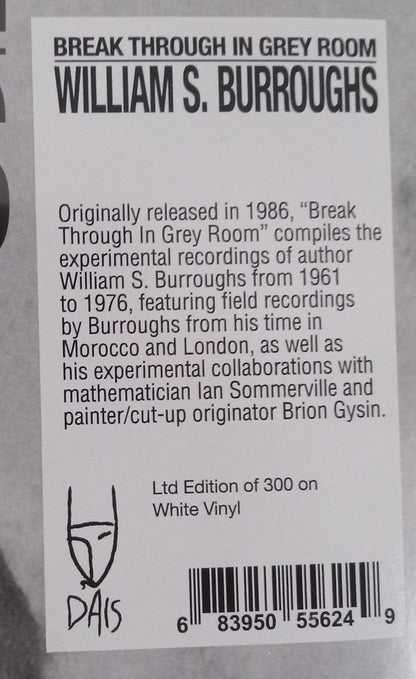 BREAK THROUGH IN GREY ROOM
WILLIAM S. BURROUGHS
Originally released in 1986, “Break
Through In Grey Room” compiles the
experimental recordings of author
William S. Burroughs from 1961
to 1976, featuring field recordings
by Burroughs from his time in
Morocco and London, as well as
his experimental collaborations with
mathematician Ian Sommerville and
painter/cut-up originator Brion Gysin.
Ltd Edition of 300 on
White Vinyl
DAIS
6 83950 55624 9